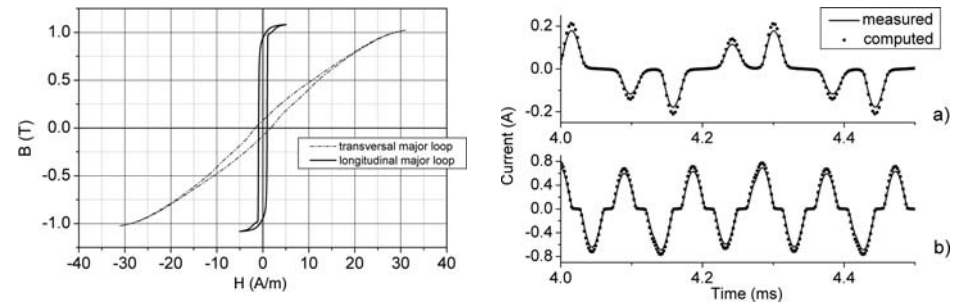 1.0
0.5
0.0
-0.5
-1.0
B (T)
transversal major loop
longitudinal major loop
-40 -30 -20 -10 0 10 20 30 40
H (A/m)
measured
computed
0.2
0.0
-0.2
a)
4.0 4.2 4.4
Current (A)
0.8
0.4
0.0
-0.4
-0.8
b)
4.0 4.2 4.4
Time (ms)